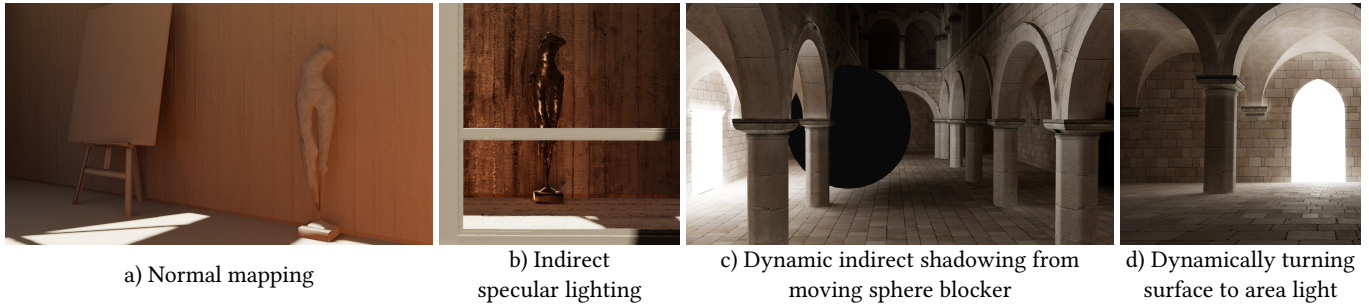 a) Normal mapping
b) Indirect
specular lighting
c) Dynamic indirect shadowing from
moving sphere blocker
d) Dynamically turning
surface to area light